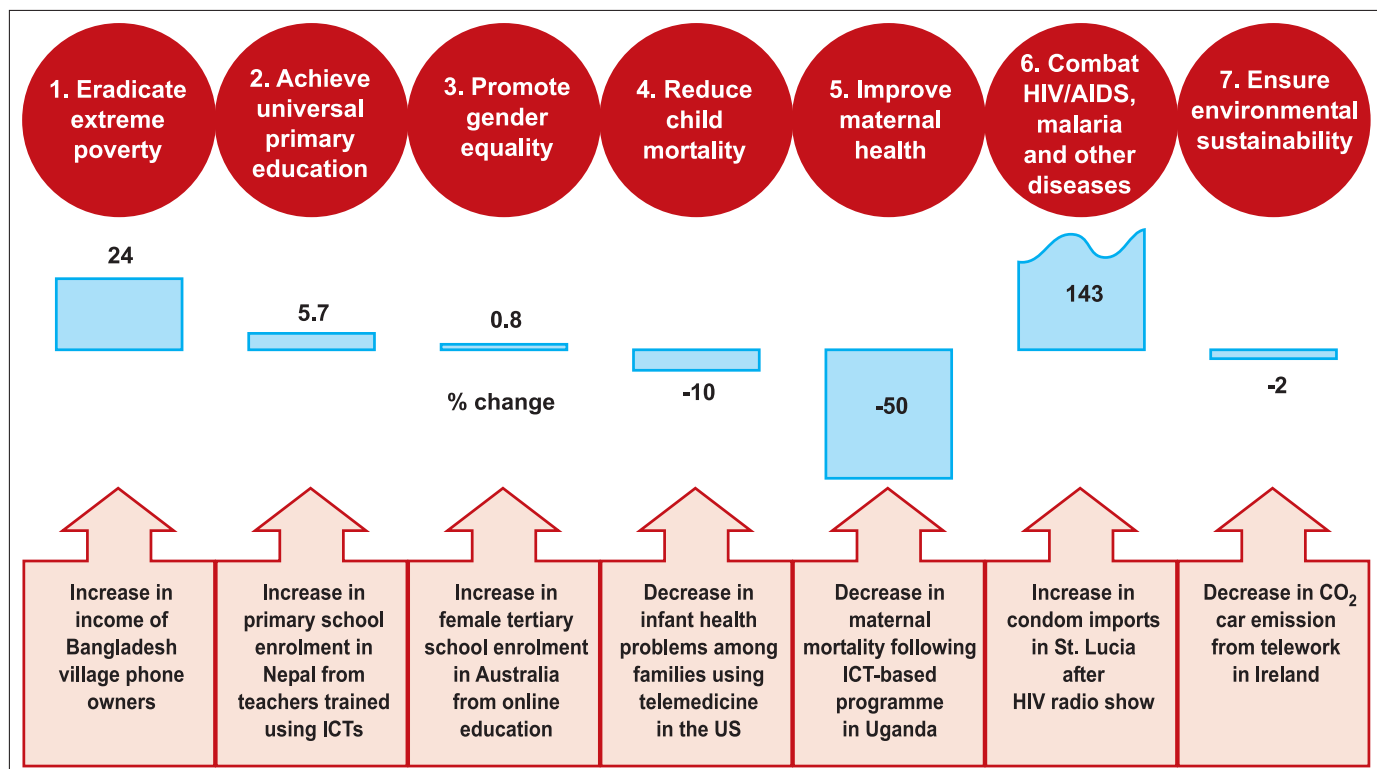 1. Eradicate
extreme
poverty
2. Achieve
universal
primary
education
3. Promote
gender
equality
4. Reduce
child
mortality
5. Improve
maternal
health
6. Combat
HIV/AIDS,
malaria
and other
diseases
7. Ensure
environmental
sustainability
24
5.7
0.8
% change
-10
-50
143
-2
Increase in
income of
Bangladesh
village phone
owners
Increase in
primary school
enrolment in
Nepal from
teachers trained
using ICTs
Increase in
female tertiary
school enrolment
in Australia
from online
education
Decrease in
infant health
problems among
families using
telemedicine
in the US
Decrease in
maternal
mortality following
ICT-based
programme
in Uganda
Increase in
condom imports
in St. Lucia
after
HIV radio show
Decrease in CO₂
car emission
from telework
in Ireland